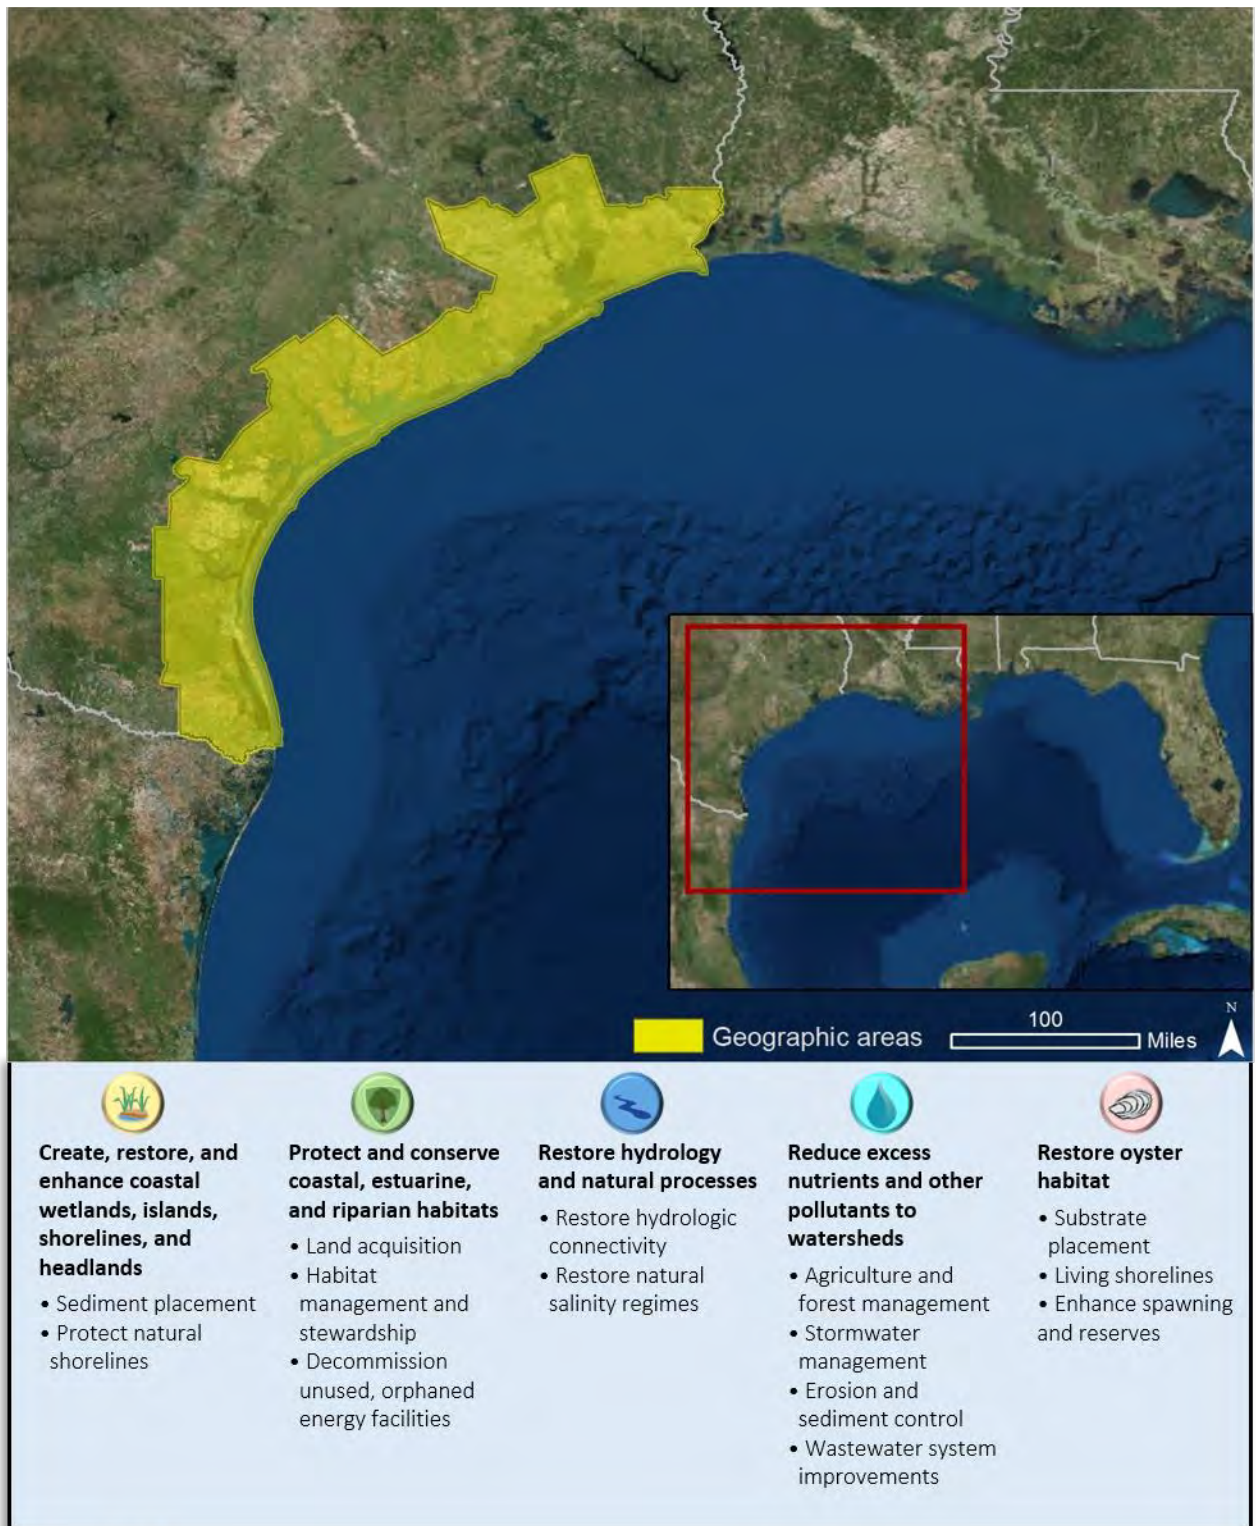 N
Geographic areas
100
Miles
Create, restore, and
enhance coastal
wetlands, islands,
shorelines, and
headlands
• Sediment placement
• Protect natural
shorelines
Protect and conserve
coastal, estuarine,
and riparian habitats
• Land acquisition
• Habitat
management and
stewardship
• Decommission
unused, orphaned
energy facilities
Restore hydrology
and natural processes
• Restore hydrologic
connectivity
• Restore natural
salinity regimes
Reduce excess
nutrients and other
pollutants to
watersheds
• Agriculture and
forest management
• Stormwater
management
• Erosion and
sediment control
• Wastewater system
improvements
Restore oyster
habitat
• Substrate
placement
• Living shorelines
• Enhance spawning
and reserves